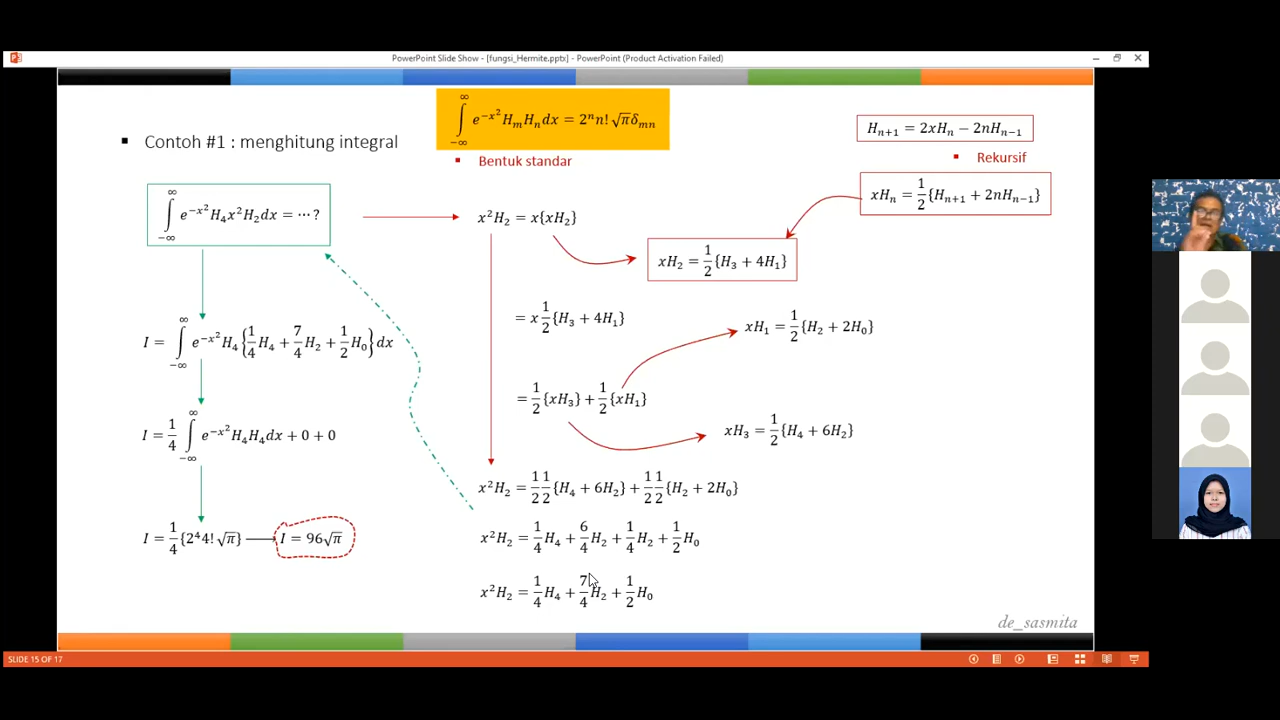 PowerPoint Slide Show - [fungsi_Hermite.pptx] - PowerPoint (Product Activation Failed)
▪ Contoh #1 : menghitung integral
∫_{-∞}^{∞} e^{-x²} H_m H_n dx = 2ⁿ n! √π δ_{mn}
▪ Bentuk standar
H_{n+1} = 2xH_n − 2nH_{n−1}
▪ Rekursif
xH_n = 1/2 {H_{n+1} + 2nH_{n−1}}
∫_{-∞}^{∞} e^{-x²} H_4 x² H_2 dx = ⋯ ?
x²H_2 = x{xH_2}
xH_2 = 1/2 {H_3 + 4H_1}
= x 1/2 {H_3 + 4H_1}
xH_1 = 1/2 {H_2 + 2H_0}
I = ∫_{-∞}^{∞} e^{-x²} H_4 {1/4 H_4 + 7/4 H_2 + 1/2 H_0} dx
= 1/2 {xH_3} + 1/2 {xH_1}
xH_3 = 1/2 {H_4 + 6H_2}
I = 1/4 ∫_{-∞}^{∞} e^{-x²} H_4 H_4 dx + 0 + 0
x²H_2 = 1/2 1/2 {H_4 + 6H_2} + 1/2 1/2 {H_2 + 2H_0}
I = 1/4 {2⁴ 4! √π}
I = 96√π
x²H_2 = 1/4 H_4 + 6/4 H_2 + 1/4 H_2 + 1/2 H_0
x²H_2 = 1/4 H_4 + 7/4 H_2 + 1/2 H_0
de_sasmita
SLIDE 15 OF 17